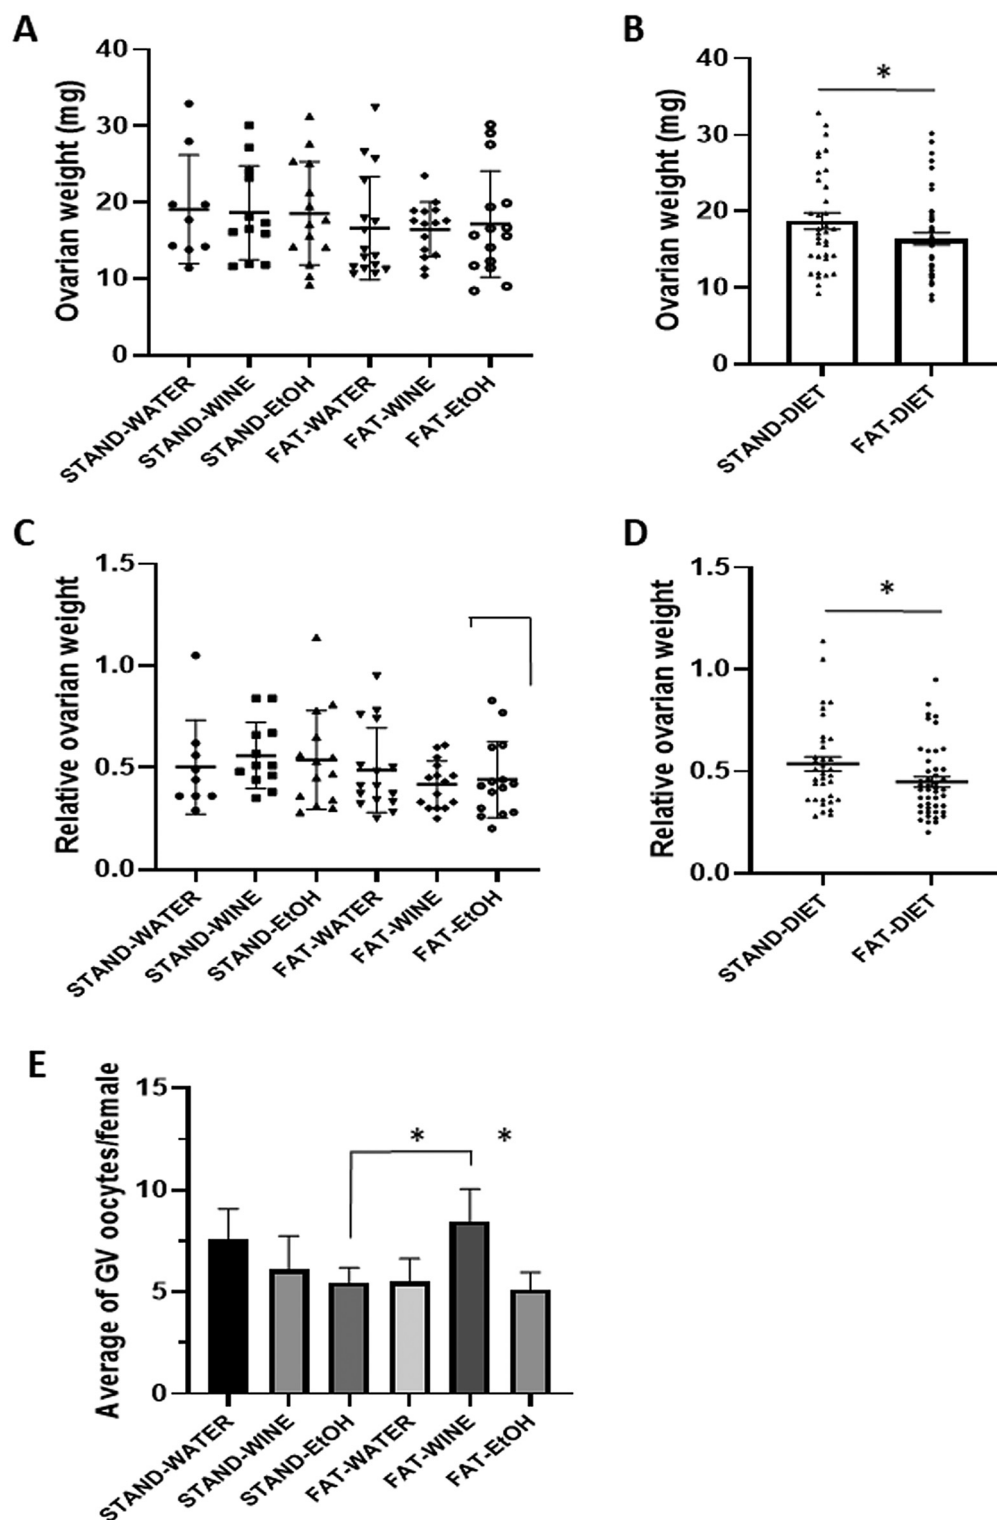 A
Ovarian weight (mg)
40
30
20
10
0
STAND-WATER
STAND-WINE
STAND-EtOH
FAT-WATER
FAT-WINE
FAT-EtOH
B
Ovarian weight (mg)
40
30
20
10
0
*
STAND-DIET
FAT-DIET
C
Relative ovarian weight
1.5
1.0
0.5
0.0
STAND-WATER
STAND-WINE
STAND-EtOH
FAT-WATER
FAT-WINE
FAT-EtOH
D
Relative ovarian weight
1.5
1.0
0.5
0.0
*
STAND-DIET
FAT-DIET
E
Average of GV oocytes/female
15
10
5
0
* *
STAND-WATER
STAND-WINE
STAND-EtOH
FAT-WATER
FAT-WINE
FAT-EtOH